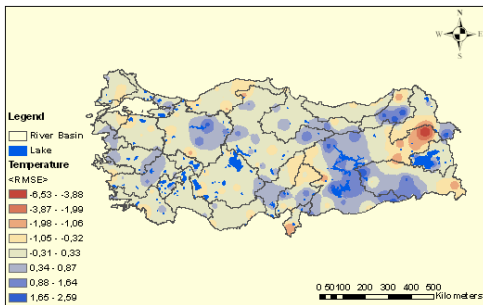 N
W E
S
Legend
River Basin
Lake
Temperature
<RMSE>
-6,53 - -3,88
-3,87 - -1,99
-1,98 - -1,06
-1,05 - -0,32
-0,31 - 0,33
0,34 - 0,87
0,88 - 1,64
1,65 - 2,59
0 50 100 200 300 400 500
Kilometers